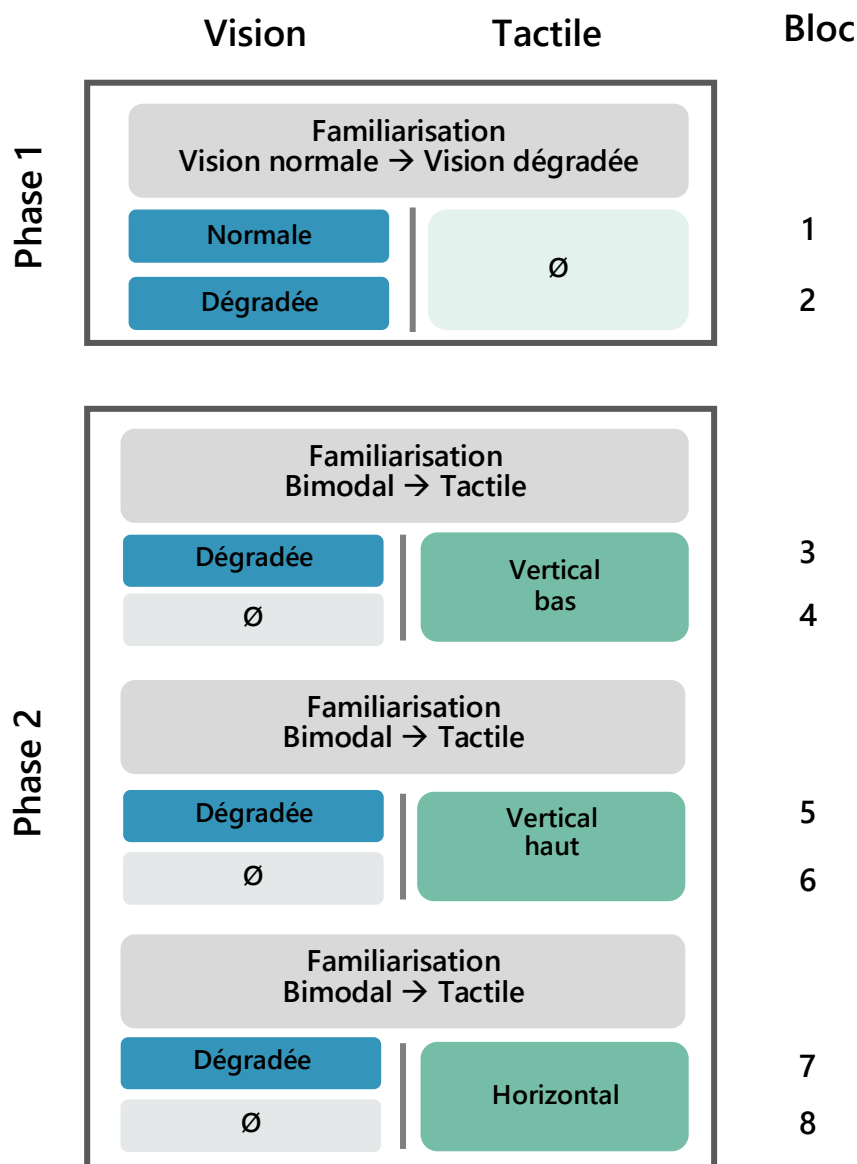 Vision Tactile Bloc
Phase 1
Familiarisation
Vision normale → Vision dégradée
Normale
Ø
1
Dégradée
2
Phase 2
Familiarisation
Bimodal → Tactile
Dégradée
Vertical
bas
3
Ø
4
Familiarisation
Bimodal → Tactile
Dégradée
Vertical
haut
5
Ø
6
Familiarisation
Bimodal → Tactile
Dégradée
Horizontal
7
Ø
8